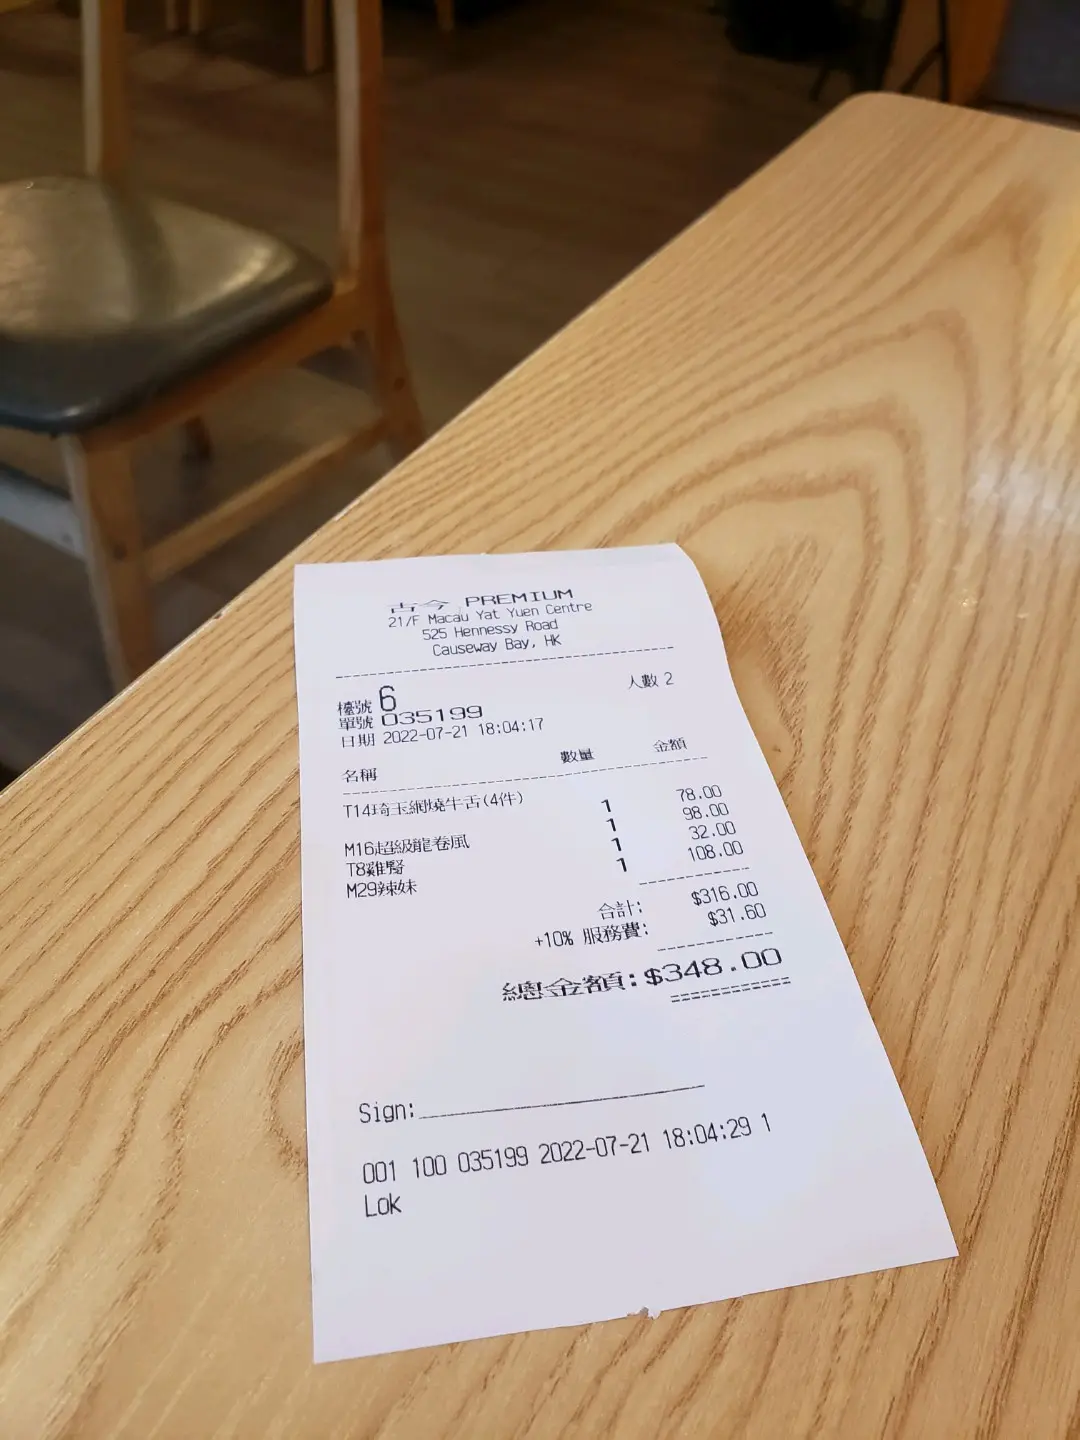 古今 PREMIUM
21/F Macau Yat Yuen Centre
525 Hennessy Road
Causeway Bay, HK
檯號 6 人數 2
單號 035199
日期 2022-07-21 18:04:17
名稱 數量 金額
T14琦玉網燒牛舌(4件) 1 78.00
M16超級龍卷風 1 98.00
T8雞腎 1 32.00
M29辣妹 1 108.00
合計: $316.00
+10% 服務費: $31.60
總金額: $348.00
Sign:
001 100 035199 2022-07-21 18:04:29 1
Lok